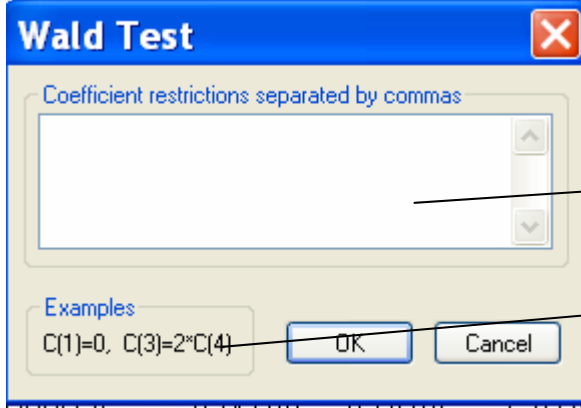 Wald Test
Coefficient restrictions separated by commas
Examples
C(1)=0, C(3)=2*C(4)
OK
Cancel